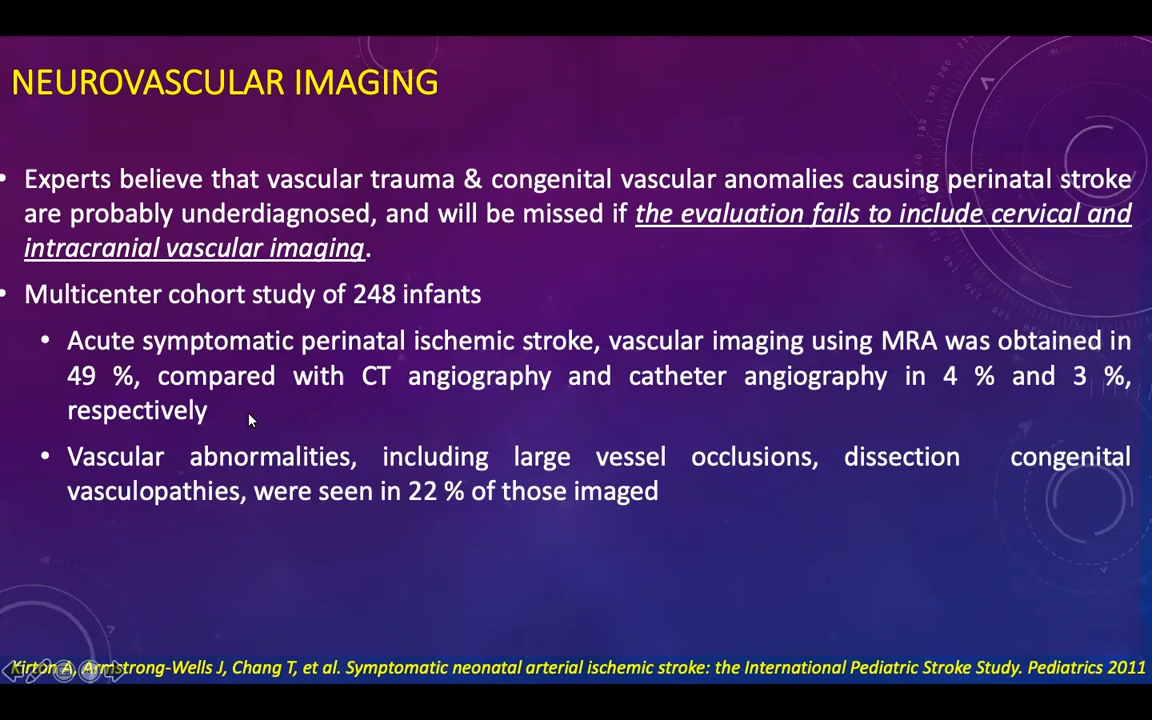 NEUROVASCULAR IMAGING
• Experts believe that vascular trauma & congenital vascular anomalies causing perinatal stroke
are probably underdiagnosed, and will be missed if the evaluation fails to include cervical and
intracranial vascular imaging.
• Multicenter cohort study of 248 infants
• Acute symptomatic perinatal ischemic stroke, vascular imaging using MRA was obtained in
49 %, compared with CT angiography and catheter angiography in 4 % and 3 %,
respectively
• Vascular abnormalities, including large vessel occlusions, dissection congenital
vasculopathies, were seen in 22 % of those imaged
Kirton A, Armstrong-Wells J, Chang T, et al. Symptomatic neonatal arterial ischemic stroke: the International Pediatric Stroke Study. Pediatrics 2011